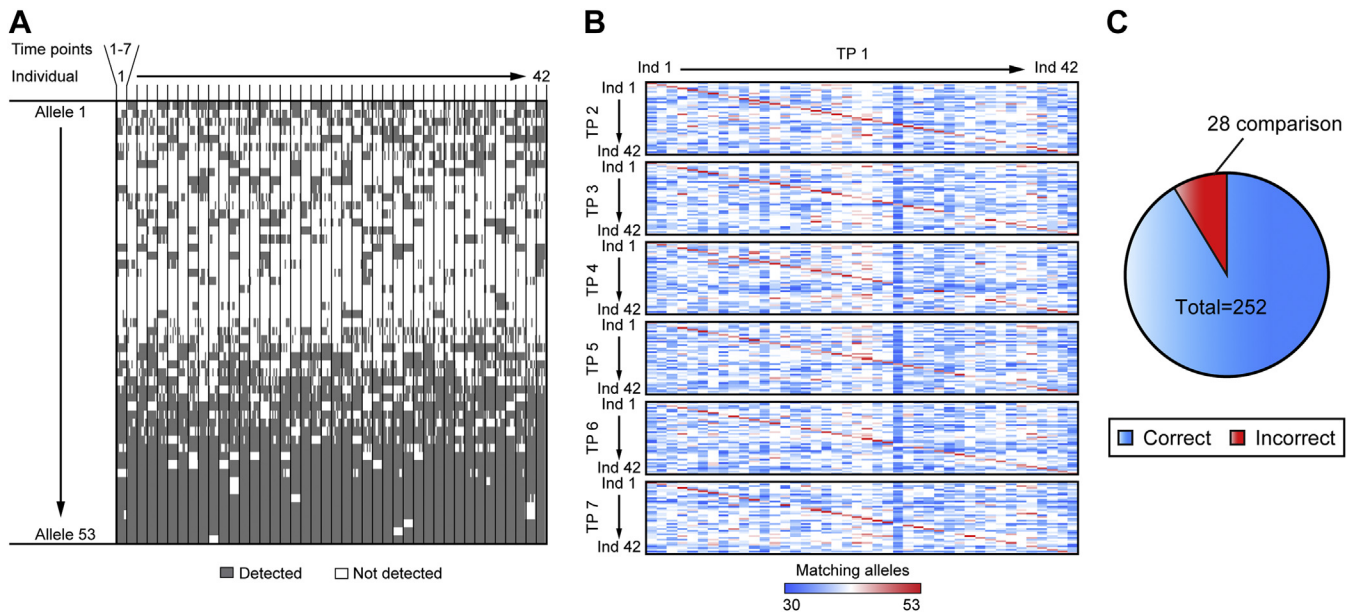 A
Time points
1-7
Individual
1
42
Allele 1
Allele 53
Detected
Not detected
B
TP 1
Ind 1
Ind 42
Ind 1
TP 2
Ind 42
Ind 1
TP 3
Ind 42
Ind 1
TP 4
Ind 42
Ind 1
TP 5
Ind 42
Ind 1
TP 6
Ind 42
Ind 1
TP 7
Ind 42
Matching alleles
30
53
C
28 comparison
Total=252
Correct
Incorrect